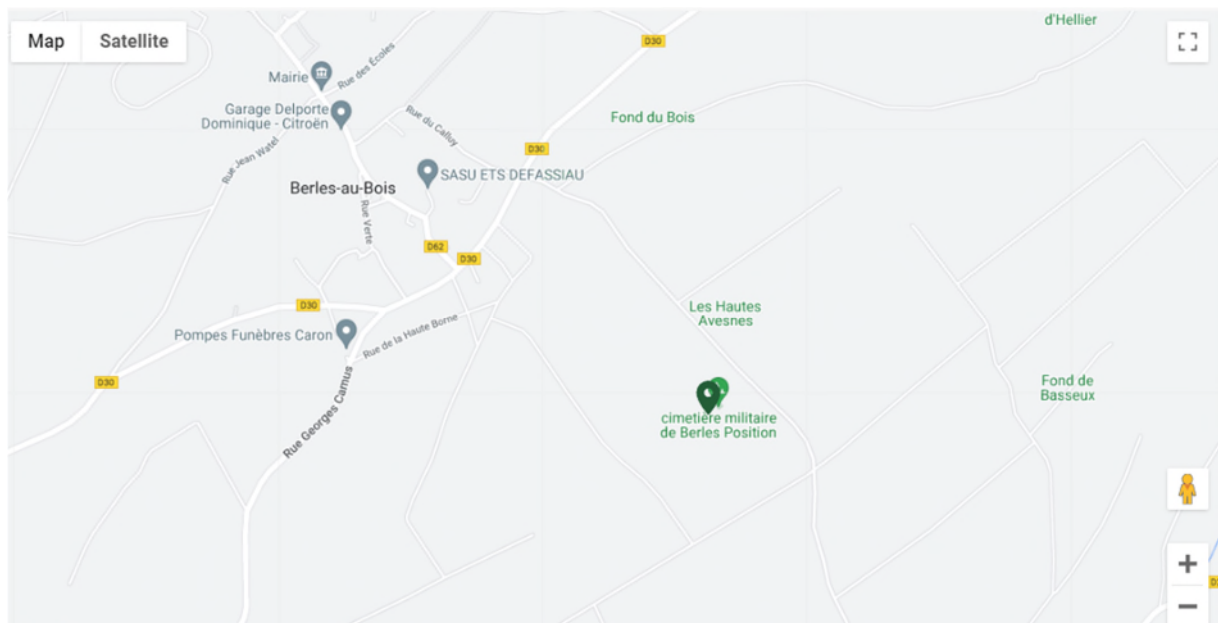 Map
Satellite
d'Hellier
D30
Mairie
Rue des Écoles
Garage Delporte
Dominique - Citroën
Rue du Calluy
Fond du Bois
Rue Jean Watel
D30
SASU ETS DEFASSIAU
Berles-au-Bois
Rue Verte
D62
D30
D30
Les Hautes
Avesnes
Pompes Funèbres Caron
Rue de la Haute Borne
D30
Fond de
Basseux
cimetière militaire
de Berles Position
Rue Georges Camus
+
−